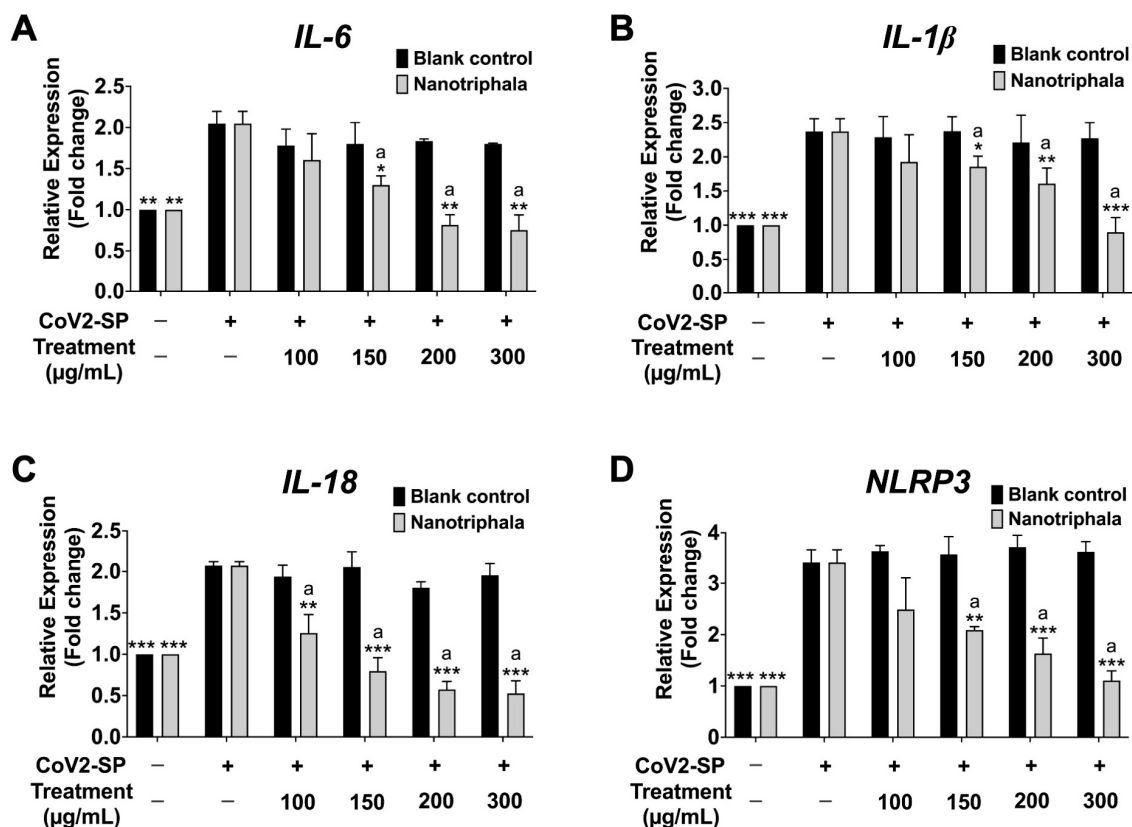 A
IL-6
Blank control
Nanotriphala
Relative Expression
(Fold change)
2.5
2.0
1.5
1.0
0.5
0.0
** **
a
*
a
**
a
**
CoV2-SP – + + + + +
Treatment
(µg/mL) – – 100 150 200 300
B
IL-1β
Blank control
Nanotriphala
Relative Expression
(Fold change)
3.0
2.5
2.0
1.5
1.0
0.5
0.0
*** ***
a
*
a
**
a
***
CoV2-SP – + + + + +
Treatment
(µg/mL) – – 100 150 200 300
C
IL-18
Blank control
Nanotriphala
Relative Expression
(Fold change)
2.5
2.0
1.5
1.0
0.5
0.0
*** ***
a
**
a
***
a
***
a
***
CoV2-SP – + + + + +
Treatment
(µg/mL) – – 100 150 200 300
D
NLRP3
Blank control
Nanotriphala
Relative Expression
(Fold change)
4
3
2
1
0
*** ***
a
**
a
***
a
***
CoV2-SP – + + + + +
Treatment
(µg/mL) – – 100 150 200 300